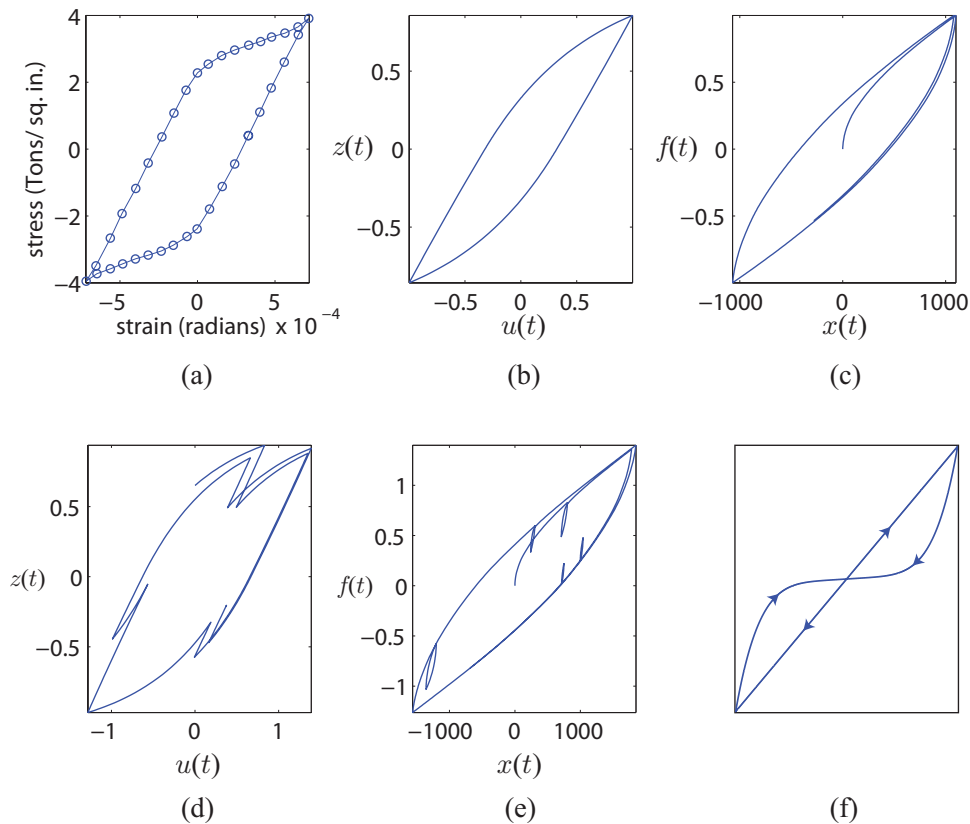 4
2
0
−2
−4
stress (Tons/ sq. in.)
−5 0 5
strain (radians) x 10 −4
(a)
0.5
0
−0.5
z(t)
−0.5 0 0.5
u(t)
(b)
0.5
0
−0.5
f(t)
−1000 0 1000
x(t)
(c)
0.5
0
−0.5
z(t)
−1 0 1
u(t)
(d)
1
0.5
0
−0.5
−1
f(t)
−1000 0 1000
x(t)
(e)
(f)